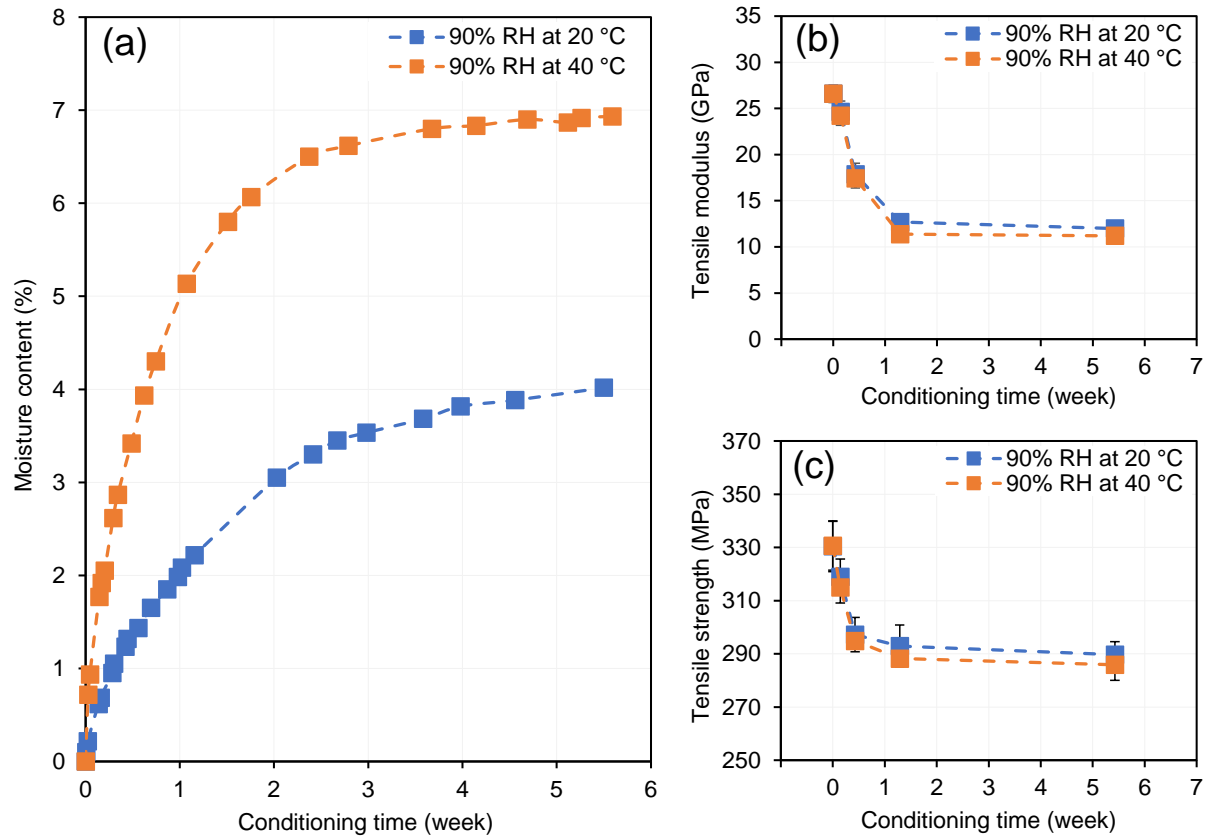 (a)
90% RH at 20 °C
90% RH at 40 °C
8
7
6
5
4
3
2
1
0
Moisture content (%)
0 1 2 3 4 5 6
Conditioning time (week)
(b)
90% RH at 20 °C
90% RH at 40 °C
35
30
25
20
15
10
5
0
Tensile modulus (GPa)
0 1 2 3 4 5 6 7
Conditioning time (week)
(c)
90% RH at 20 °C
90% RH at 40 °C
370
350
330
310
290
270
250
Tensile strength (MPa)
0 1 2 3 4 5 6 7
Conditioning time (week)